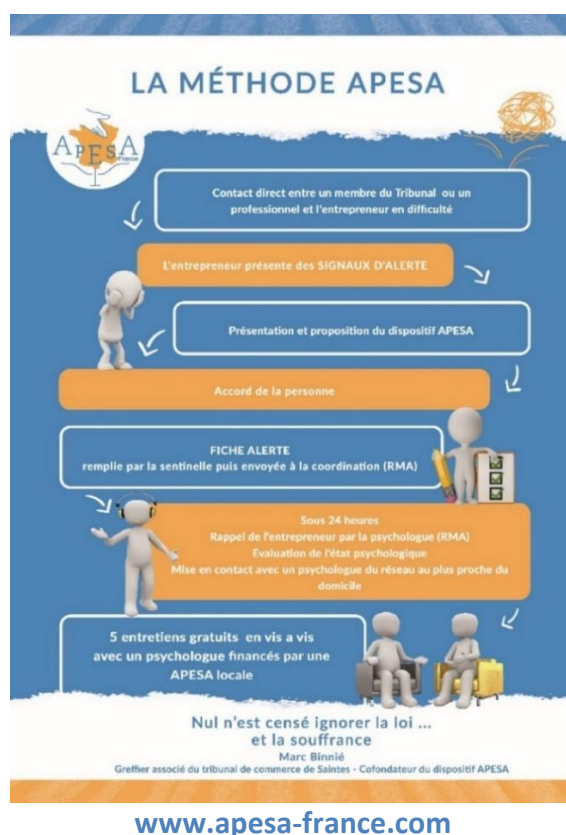 LA MÉTHODE APESA
APESA
France
Contact direct entre un membre du Tribunal ou un
professionnel et l'entrepreneur en difficulté
L'entrepreneur présente des SIGNAUX D'ALERTE
Présentation et proposition du dispositif APESA
Accord de la personne
FICHE ALERTE
remplie par la sentinelle puis envoyée à la coordination (RMA)
Sous 24 heures
Rappel de l'entrepreneur par la psychologue (RMA)
Evaluation de l'état psychologique
Mise en contact avec un psychologue du réseau au plus proche du
domicile
5 entretiens gratuits en vis a vis
avec un psychologue financés par une
APESA locale
Nul n'est censé ignorer la loi ...
et la souffrance
Marc Binnié
Greffier associé du tribunal de commerce de Saintes - Cofondateur du dispositif APESA
www.apesa-france.com